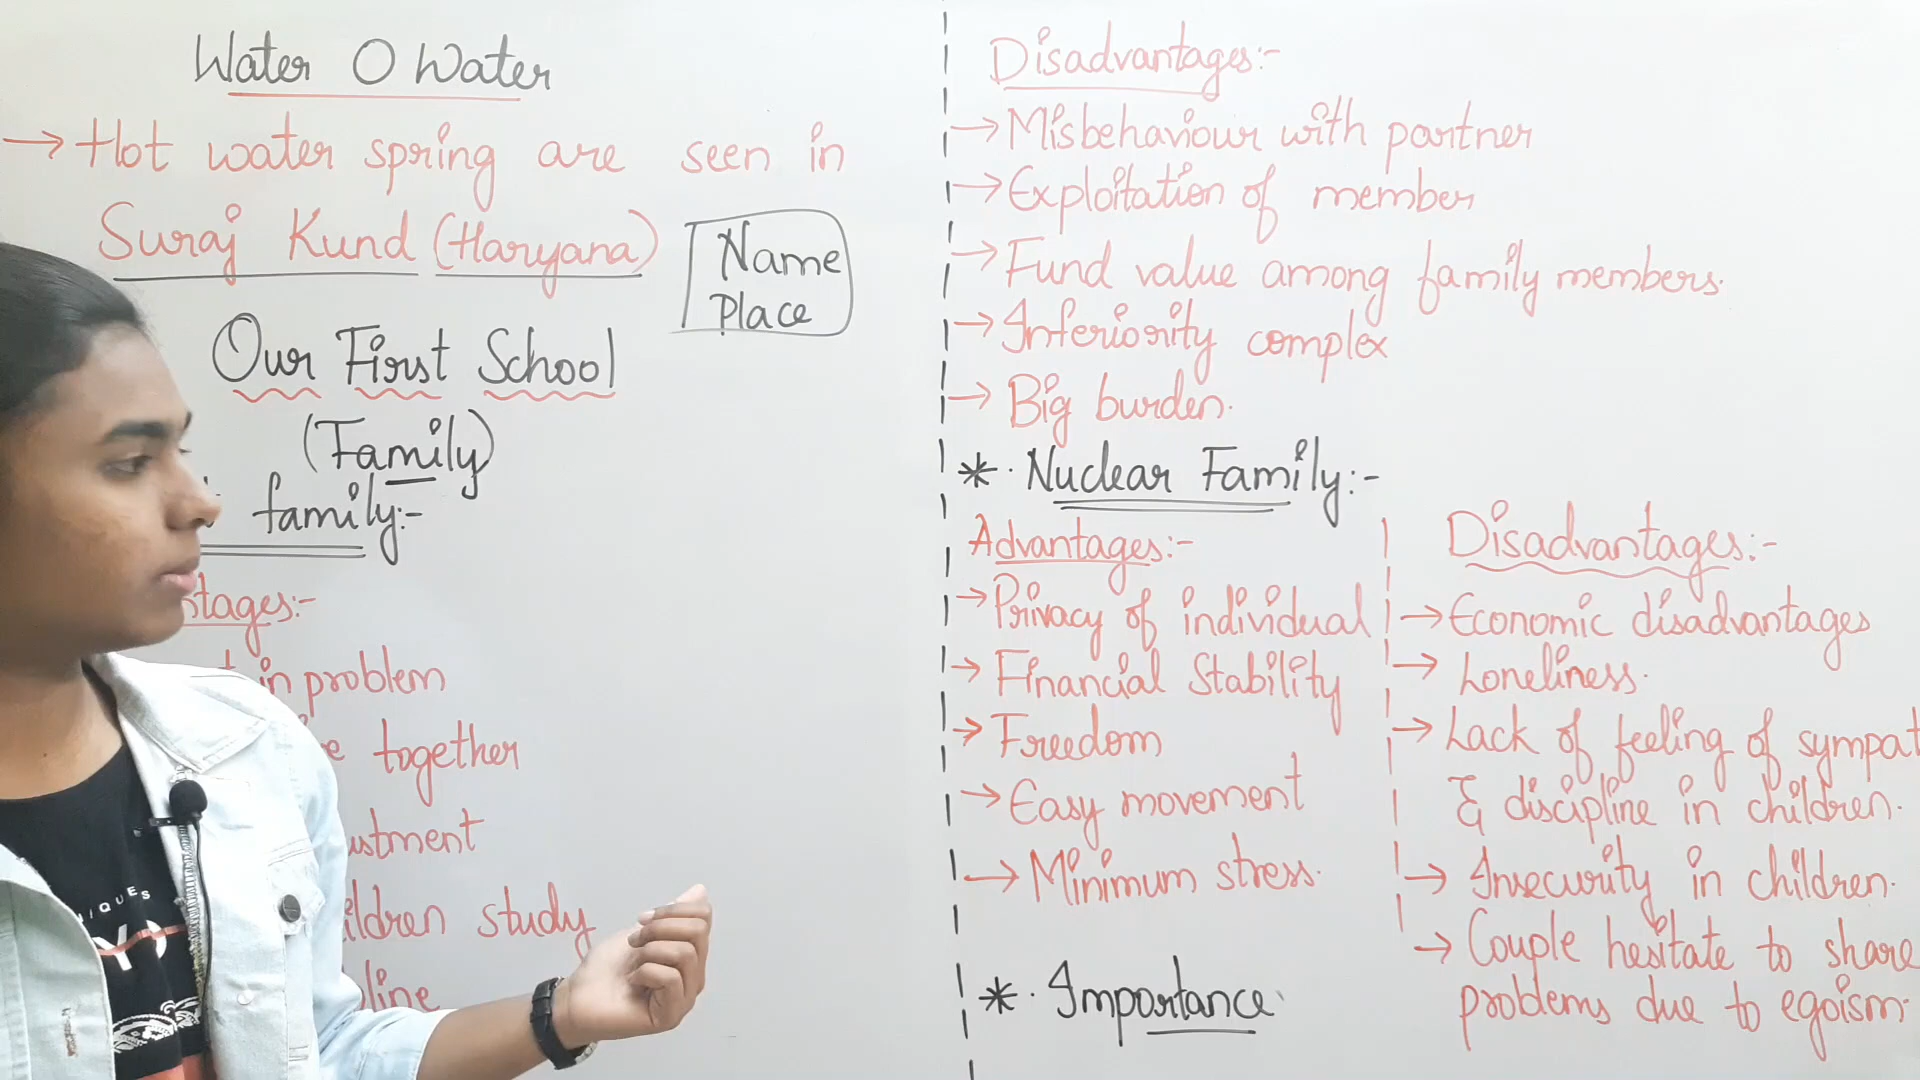 Water O Water
→ Hot water spring are seen in
Suraj Kund (Haryana)
Name
Place
Our First School
(Family)
family:-
tages:-
in problem
together
ustment
ildren study
line
NIQUES
Disadvantages:-
→ Misbehaviour with partner
→ Exploitation of member
→ Fund value among family members.
→ Inferiority complex
→ Big burden.
*. Nuclear Family:-
Advantages:-
→ Privacy of individual
→ Financial Stability
→ Freedom
→ Easy movement
→ Minimum stress.
*. Importance
Disadvantages:-
→ Economic disadvantages
→ Loneliness.
→ Lack of feeling of sympat
& discipline in children.
→ Insecurity in children.
→ Couple hesitate to share
problems due to egoism.